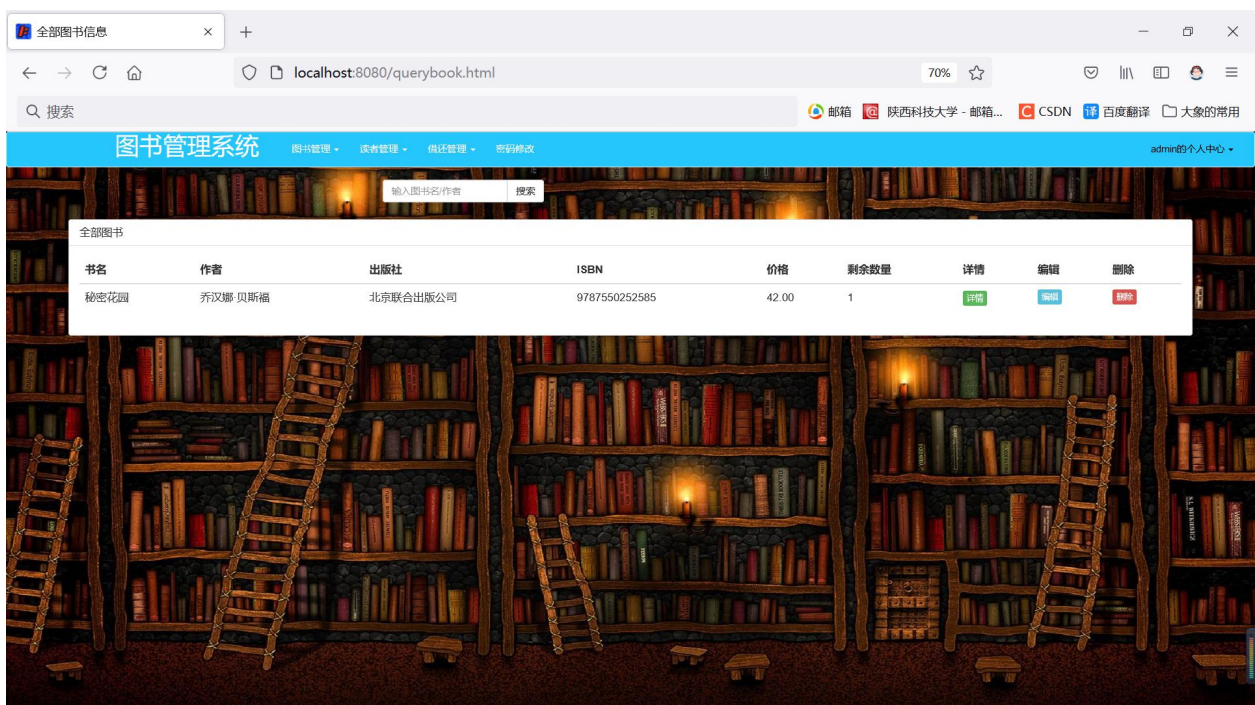 全部图书信息
localhost:8080/querybook.html
70%
搜索
邮箱 陕西科技大学 - 邮箱... CSDN 百度翻译 大象的常用
图书管理系统 图书管理 读者管理 借还管理 密码修改 admin的个人中心
输入图书名/作者 搜索
全部图书
书名 作者 出版社 ISBN 价格 剩余数量 详情 编辑 删除
秘密花园 乔汉娜·贝斯福 北京联合出版公司 9787550252585 42.00 1 详情 编辑 删除